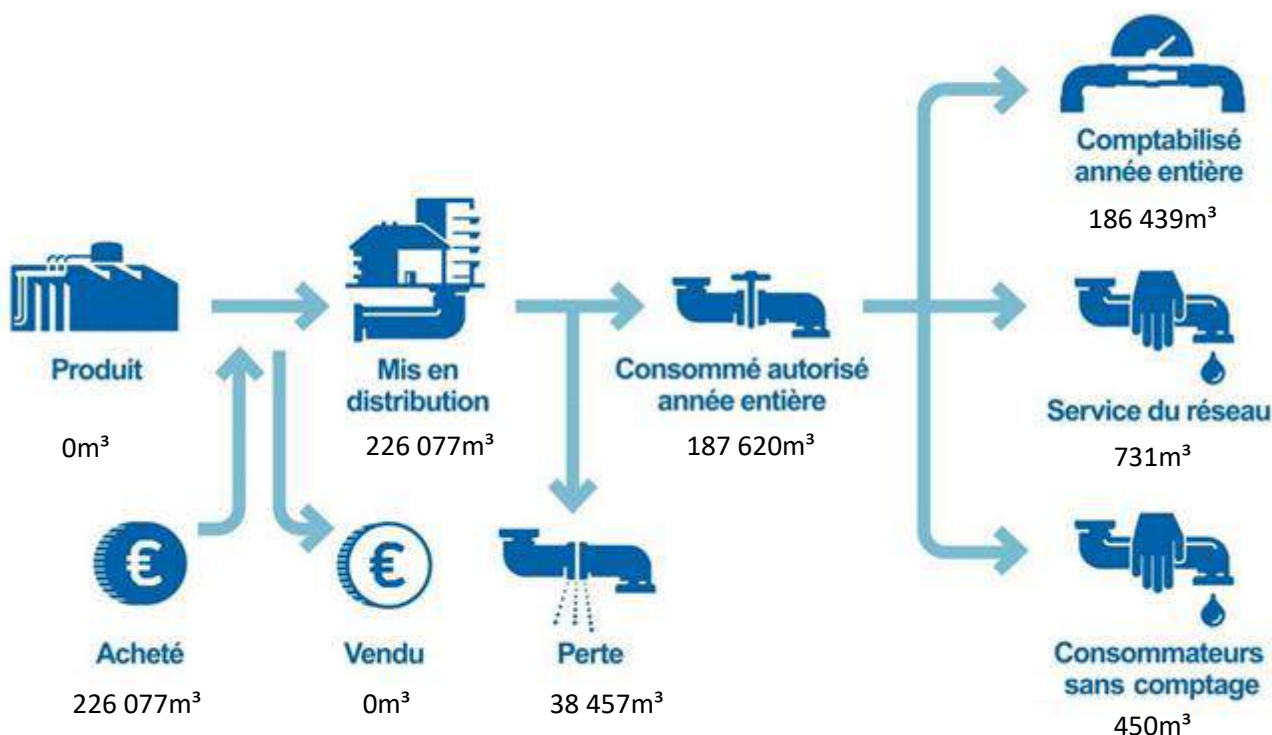 Comptabilisé
année entière
186 439m³
Produit
0m³
Mis en
distribution
226 077m³
Consommé autorisé
année entière
187 620m³
Service du réseau
731m³
€
Acheté
226 077m³
€
Vendu
0m³
Perte
38 457m³
Consommateurs
sans comptage
450m³